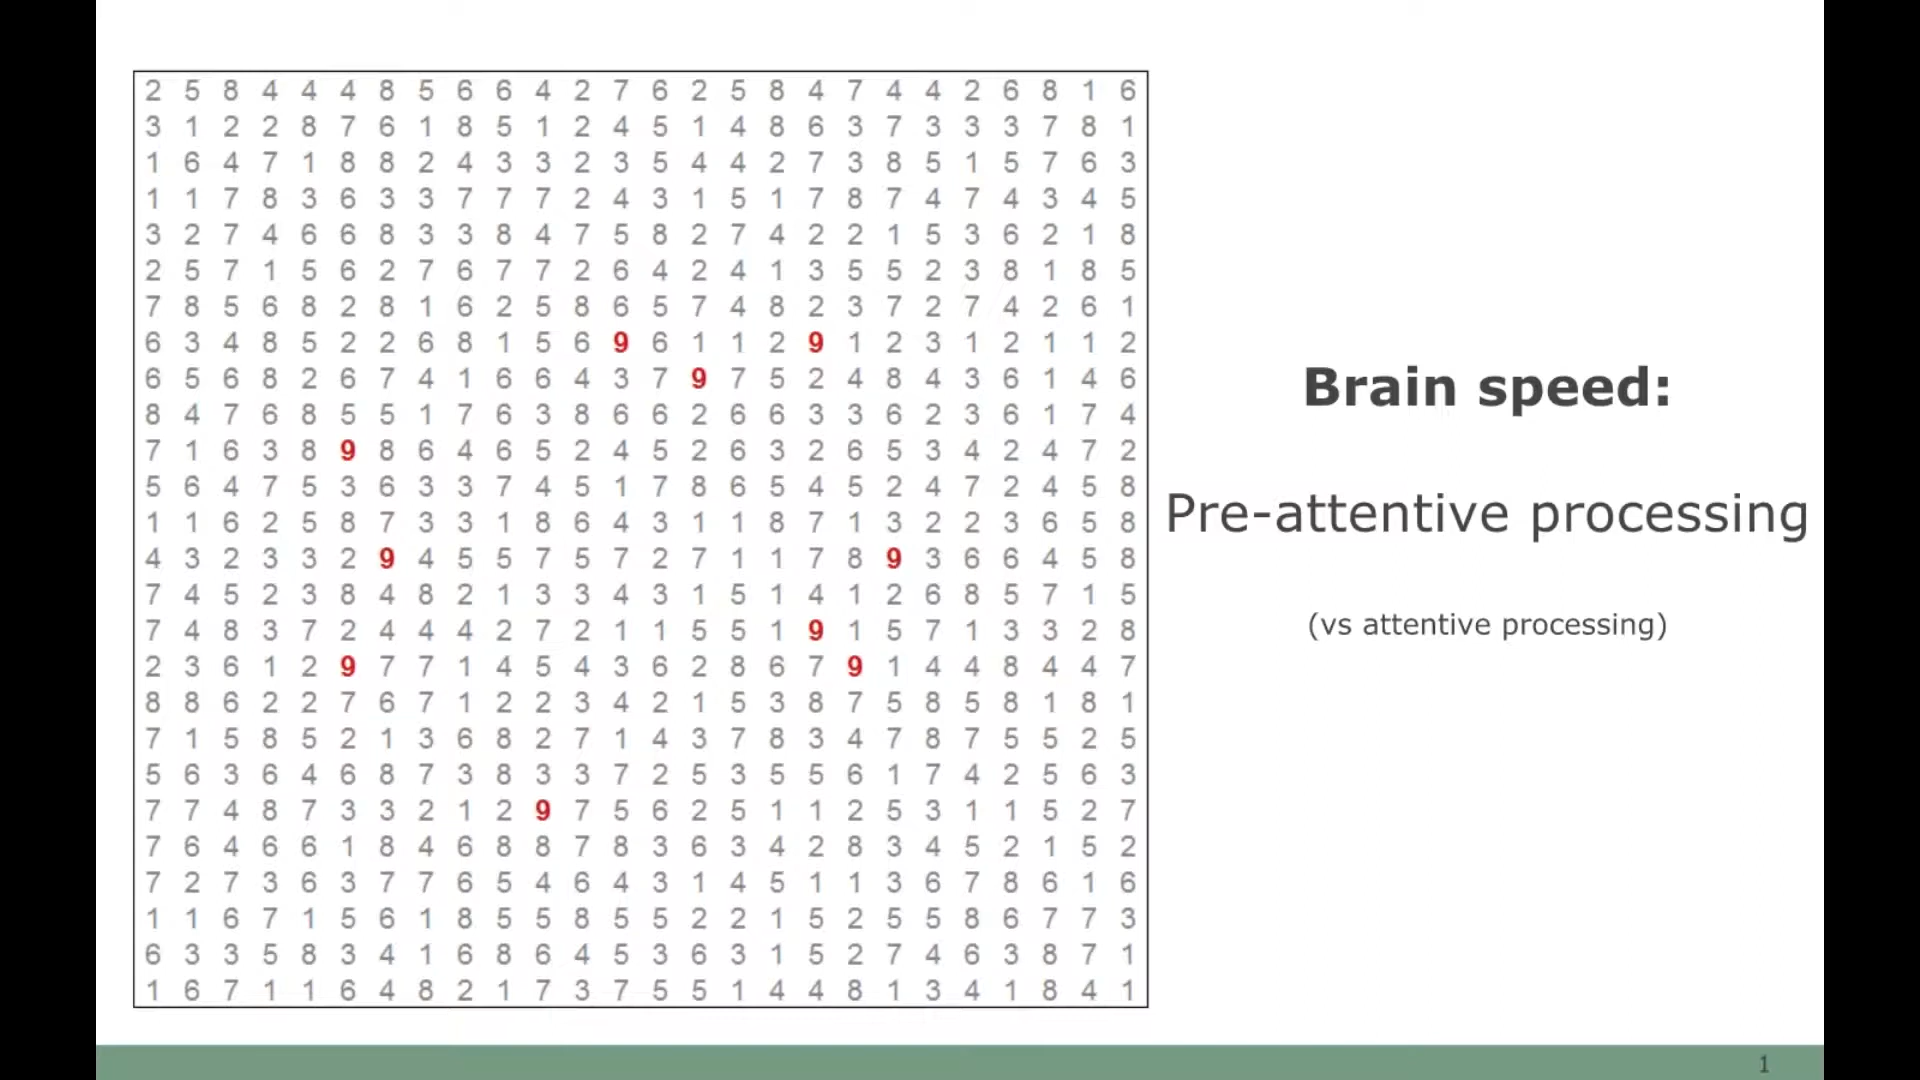 2 5 8 4 4 4 8 5 6 6 4 2 7 6 2 5 8 4 7 4 4 2 6 8 1 6
3 1 2 2 8 7 6 1 8 5 1 2 4 5 1 4 8 6 3 7 3 3 3 7 8 1
1 6 4 7 1 8 8 2 4 3 3 2 3 5 4 4 2 7 3 8 5 1 5 7 6 3
1 1 7 8 3 6 3 3 7 7 7 2 4 3 1 5 1 7 8 7 4 7 4 3 4 5
3 2 7 4 6 6 8 3 3 8 4 7 5 8 2 7 4 2 2 1 5 3 6 2 1 8
2 5 7 1 5 6 2 7 6 7 7 2 6 4 2 4 1 3 5 5 2 3 8 1 8 5
7 8 5 6 8 2 8 1 6 2 5 8 6 5 7 4 8 2 3 7 2 7 4 2 6 1
6 3 4 8 5 2 2 6 8 1 5 6 9 6 1 1 2 9 1 2 3 1 2 1 1 2
6 5 6 8 2 6 7 4 1 6 6 4 3 7 9 7 5 2 4 8 4 3 6 1 4 6
8 4 7 6 8 5 5 1 7 6 3 8 6 6 2 6 6 3 3 6 2 3 6 1 7 4
7 1 6 3 8 9 8 6 4 6 5 2 4 5 2 6 3 2 6 5 3 4 2 4 7 2
5 6 4 7 5 3 6 3 3 7 4 5 1 7 8 6 5 4 5 2 4 7 2 4 5 8
1 1 6 2 5 8 7 3 3 1 8 6 4 3 1 1 8 7 1 3 2 2 3 6 5 8
4 3 2 3 3 2 9 4 5 5 7 5 7 2 7 1 1 7 8 9 3 6 6 4 5 8
7 4 5 2 3 8 4 8 2 1 3 3 4 3 1 5 1 4 1 2 6 8 5 7 1 5
7 4 8 3 7 2 4 4 4 2 7 2 1 1 5 5 1 9 1 5 7 1 3 3 2 8
2 3 6 1 2 9 7 7 1 4 5 4 3 6 2 8 6 7 9 1 4 4 8 4 4 7
8 8 6 2 2 7 6 7 1 2 2 3 4 2 1 5 3 8 7 5 8 5 8 1 8 1
7 1 5 8 5 2 1 3 6 8 2 7 1 4 3 7 8 3 4 7 8 7 5 5 2 5
5 6 3 6 4 6 8 7 3 8 3 3 7 2 5 3 5 5 6 1 7 4 2 5 6 3
7 7 4 8 7 3 3 2 1 2 9 7 5 6 2 5 1 1 2 5 3 1 1 5 2 7
7 6 4 6 6 1 8 4 6 8 8 7 8 3 6 3 4 2 8 3 4 5 2 1 5 2
7 2 7 3 6 3 7 7 6 5 4 6 4 3 1 4 5 1 1 3 6 7 8 6 1 6
1 1 6 7 1 5 6 1 8 5 5 8 5 5 2 2 1 5 2 5 5 8 6 7 7 3
6 3 3 5 8 3 4 1 6 8 6 4 5 3 6 3 1 5 2 7 4 6 3 8 7 1
1 6 7 1 1 6 4 8 2 1 7 3 7 5 5 1 4 4 8 1 3 4 1 8 4 1
Brain speed:
Pre-attentive processing
(vs attentive processing)
1